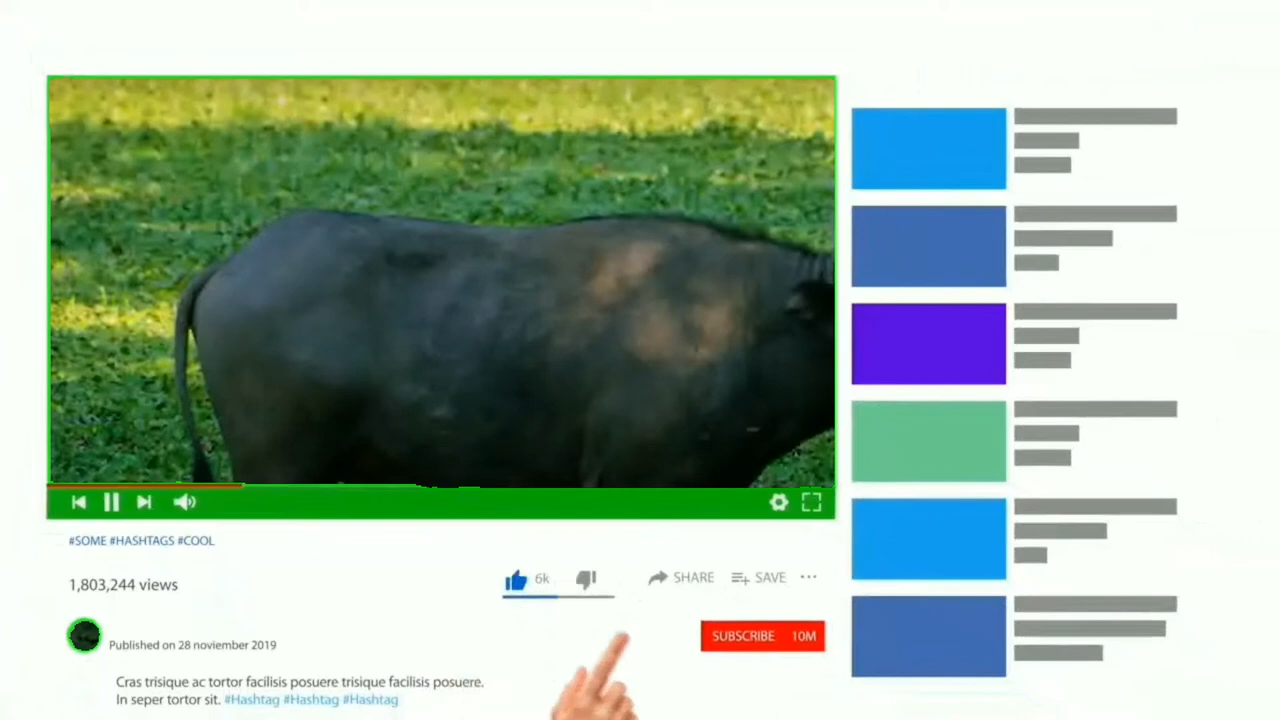 #SOME #HASHTAGS #COOL
1,803,244 views
6k
SHARE
SAVE
Published on 28 noviember 2019
SUBSCRIBE 10M
Cras trisique ac tortor facilisis posuere trisique facilisis posuere.
In seper tortor sit. #Hashtag #Hashtag #Hashtag